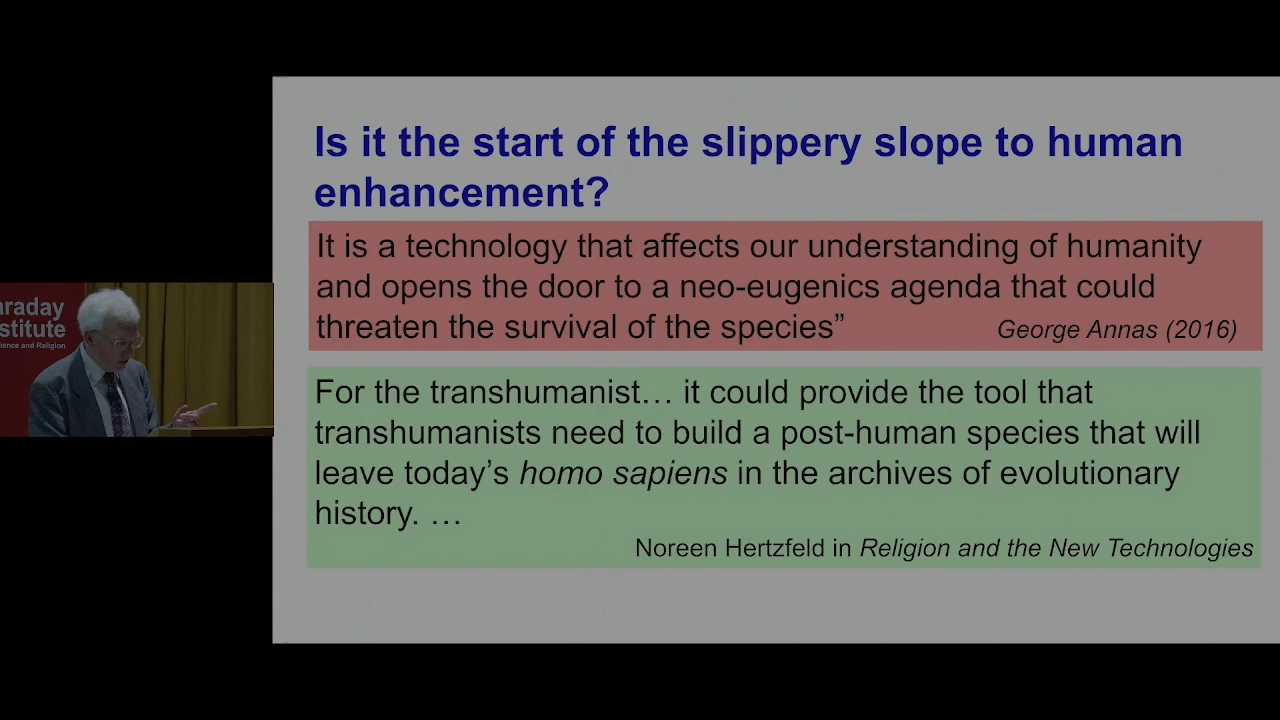 Is it the start of the slippery slope to human
enhancement?
It is a technology that affects our understanding of humanity
and opens the door to a neo-eugenics agenda that could
threaten the survival of the species”
George Annas (2016)
For the transhumanist… it could provide the tool that
transhumanists need to build a post-human species that will
leave today’s homo sapiens in the archives of evolutionary
history. …
Noreen Hertzfeld in Religion and the New Technologies
araday
stitute
ience and Religion